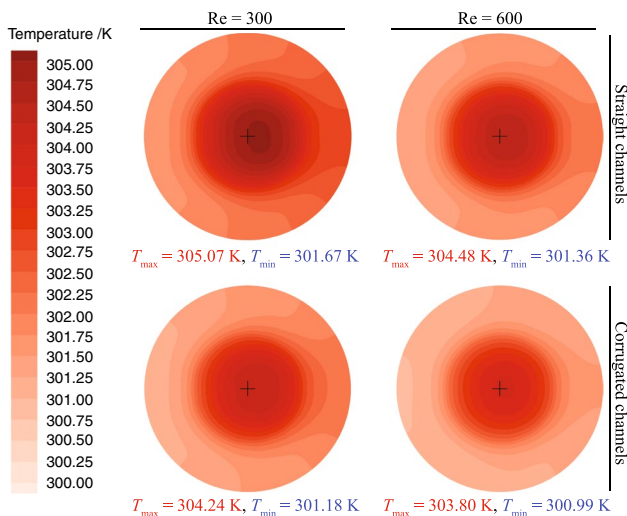 Re = 300
Re = 600
Temperature /K
305.00
304.75
304.50
304.25
304.00
303.75
303.50
303.25
303.00
302.75
302.50
302.25
302.00
301.75
301.50
301.25
301.00
300.75
300.50
300.25
300.00
Straight channels
Tmax = 305.07 K, Tmin = 301.67 K
Tmax = 304.48 K, Tmin = 301.36 K
Corrugated channels
Tmax = 304.24 K, Tmin = 301.18 K
Tmax = 303.80 K, Tmin = 300.99 K